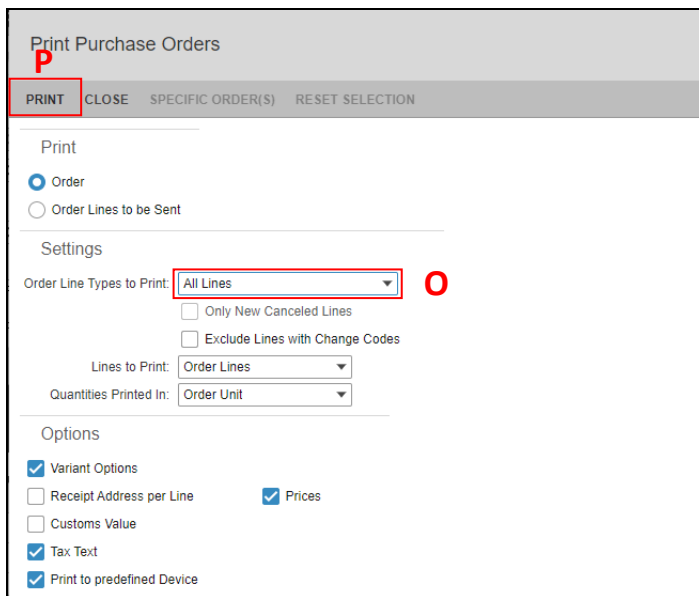 Print Purchase Orders
P
PRINT CLOSE SPECIFIC ORDER(S) RESET SELECTION
Print
Order
Order Lines to be Sent
Settings
Order Line Types to Print: All Lines O
Only New Canceled Lines
Exclude Lines with Change Codes
Lines to Print: Order Lines
Quantities Printed In: Order Unit
Options
Variant Options
Receipt Address per Line Prices
Customs Value
Tax Text
Print to predefined Device